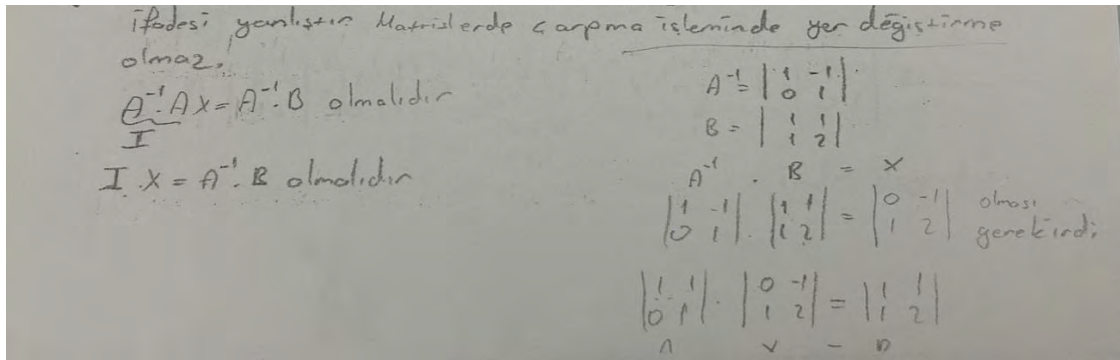 ifadesi yanlıştır Matrislerde çarpma işleminde yer değiştirme
olmaz.
A⁻¹.AX = A⁻¹.B olmalıdır
I
I.X = A⁻¹.B olmalıdır
A⁻¹= |1 -1|
|0 1|
B = |1 1|
|1 2|
A⁻¹ . B = X
|1 -1| . |1 1| = |0 -1| olması
|0 1| |1 2| |1 2| gerekirdi
|1 1| . |0 -1| = |1 1|
|0 1| |1 2| |1 2|